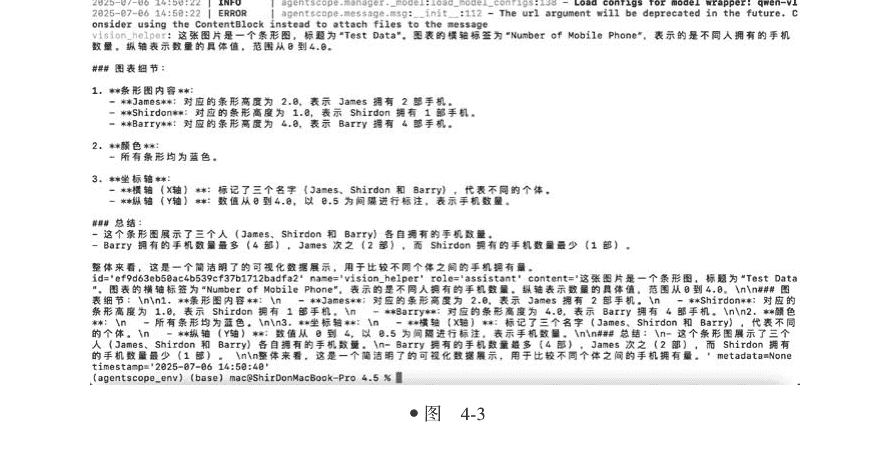 2025-07-06 14:50:22 | INFO | agentscope.manager._model:load_model_configs:138 - Load configs for model wrapper: qwen-vl
2025-07-06 14:50:22 | ERROR | agentscope.message.msg:__init__:112 - The url argument will be deprecated in the future. C
onsider using the ContentBlock instead to attach files to the message
vision_helper: 这张图片是一个条形图，标题为 "Test Data"。图表的横轴标签为 "Number of Mobile Phone"，表示的是不同人拥有的手机
数量。纵轴表示数量的具体值，范围从0到4.0。
### 图表细节：
1. **条形图内容**：
- **James**: 对应的条形高度为 2.0，表示 James 拥有 2 部手机。
- **Shirdon**: 对应的条形高度为 1.0，表示 Shirdon 拥有 1 部手机。
- **Barry**: 对应的条形高度为 4.0，表示 Barry 拥有 4 部手机。
2. **颜色**：
- 所有条形均为蓝色。
3. **坐标轴**：
- **横轴（X轴）**: 标记了三个名字（James、Shirdon 和 Barry），代表不同的个体。
- **纵轴（Y轴）**: 数值从0到4.0，以 0.5 为间隔进行标注，表示手机数量。
### 总结：
- 这个条形图展示了三个人（James、Shirdon 和 Barry）各自拥有的手机数量。
- Barry 拥有的手机数量最多（4 部），James 次之（2 部），而 Shirdon 拥有的手机数量最少（1 部）。
整体来看，这是一个简洁明了的可视化数据展示，用于比较不同个体之间的手机拥有量。
id='ef9d63eb50ac4b539cf37b1712badfa2' name='vision_helper' role='assistant' content='这张图片是一个条形图，标题为 "Test Data
"。图表的横轴标签为 "Number of Mobile Phone"，表示的是不同人拥有的手机数量。纵轴表示数量的具体值，范围从0到4.0。\n\n### 图
表细节：\n\n1. **条形图内容**：\n - **James**: 对应的条形高度为 2.0，表示 James 拥有 2 部手机。\n - **Shirdon**: 对应的
条形高度为 1.0，表示 Shirdon 拥有 1 部手机。\n - **Barry**: 对应的条形高度为 4.0，表示 Barry 拥有 4 部手机。\n\n2. **颜色
**：\n - 所有条形均为蓝色。\n\n3. **坐标轴**：\n - **横轴（X轴）**: 标记了三个名字（James、Shirdon 和 Barry），代表不同
的个体。\n - **纵轴（Y轴）**: 数值从 0 到 4，以 0.5 为间隔进行标注，表示手机数量。\n\n### 总结：\n- 这个条形图展示了三个
人（James、Shirdon 和 Barry）各自拥有的手机数量。\n- Barry 拥有的手机数量最多（4 部），James 次之（2 部），而 Shirdon 拥有
的手机数量最少（1 部）。 \n\n整体来看，这是一个简洁明了的可视化数据展示，用于比较不同个体之间的手机拥有量。' metadata=None
timestamp='2025-07-06 14:50:40'
(agentscope_env) (base) mac@ShirDonMacBook-Pro 4.5 %
●图 4-3